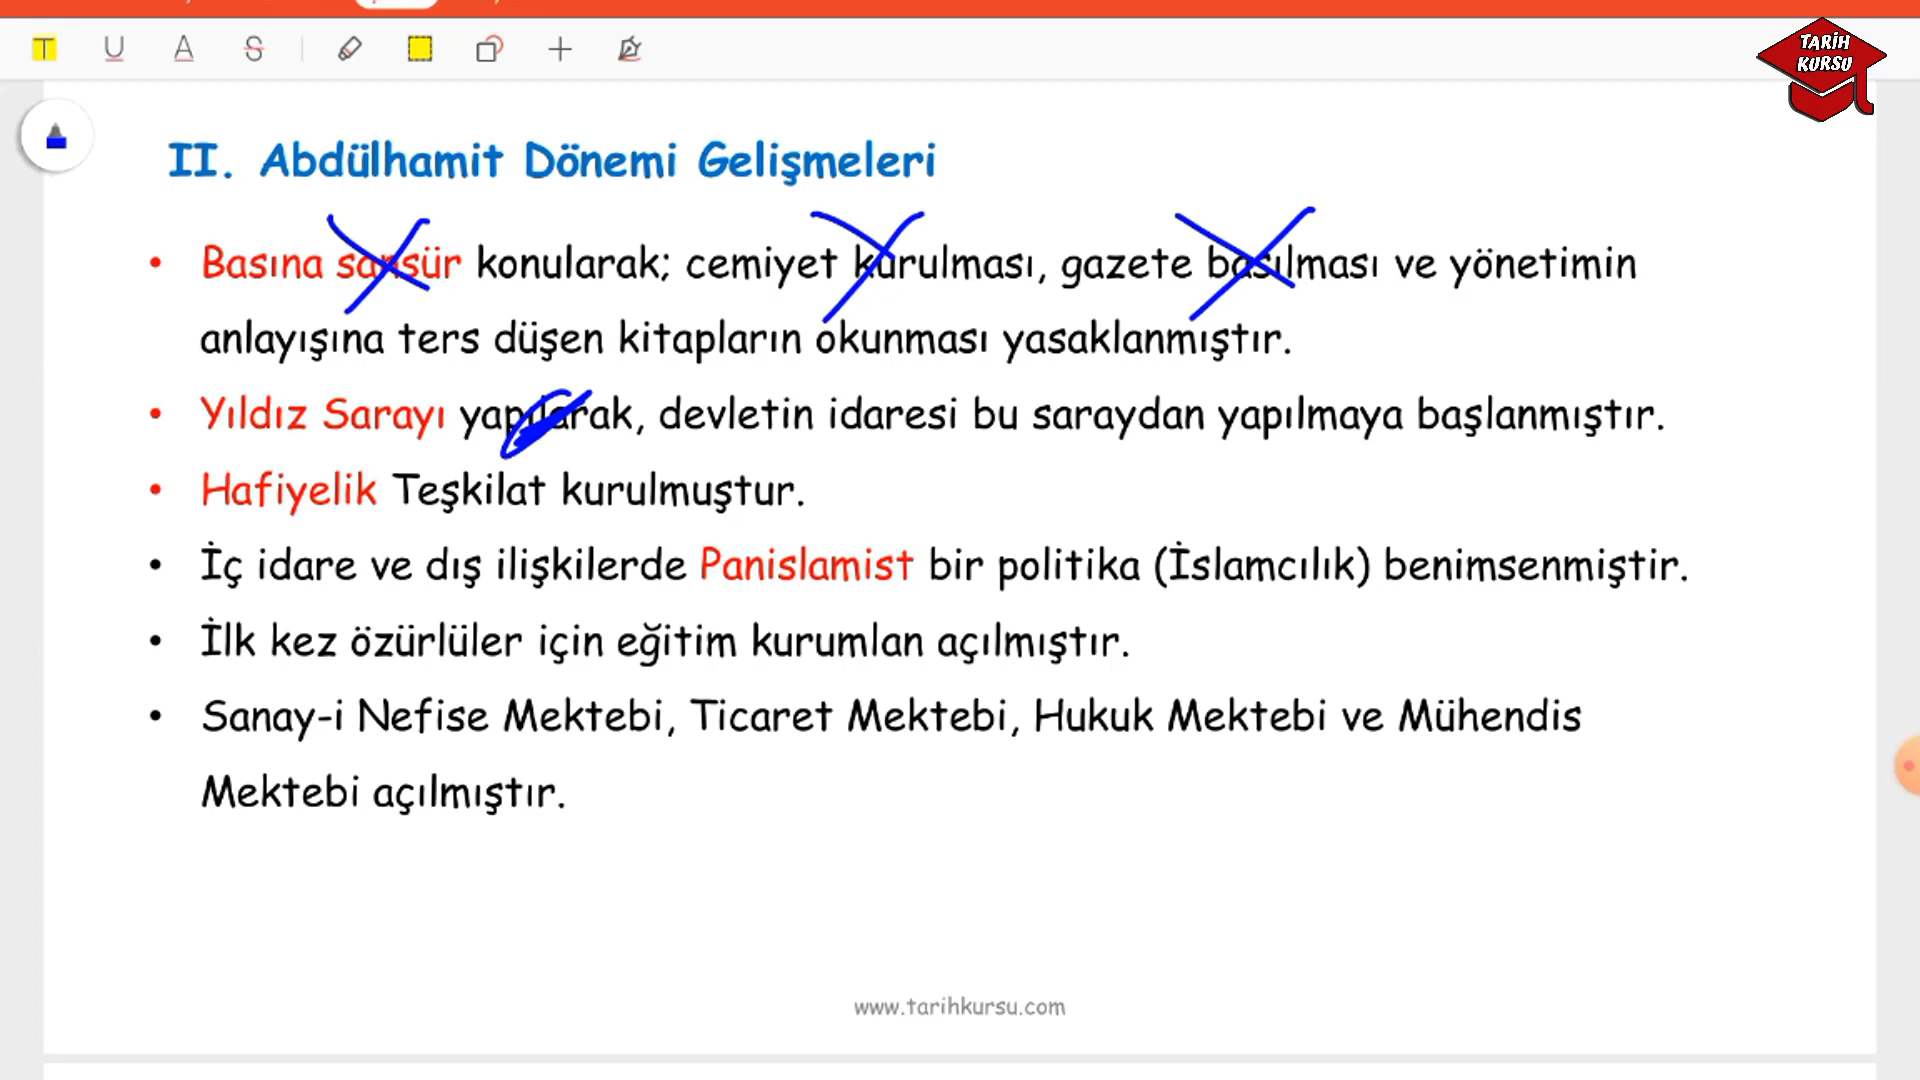 TARİH
KURSU
II. Abdülhamit Dönemi Gelişmeleri
• Basına sansür konularak; cemiyet kurulması, gazete basılması ve yönetimin
anlayışına ters düşen kitapların okunması yasaklanmıştır.
• Yıldız Sarayı yapılarak, devletin idaresi bu saraydan yapılmaya başlanmıştır.
• Hafiyelik Teşkilat kurulmuştur.
• İç idare ve dış ilişkilerde Panislamist bir politika (İslamcılık) benimsenmiştir.
• İlk kez özürlüler için eğitim kurumlan açılmıştır.
• Sanay-i Nefise Mektebi, Ticaret Mektebi, Hukuk Mektebi ve Mühendis
Mektebi açılmıştır.
www.tarihkursu.com